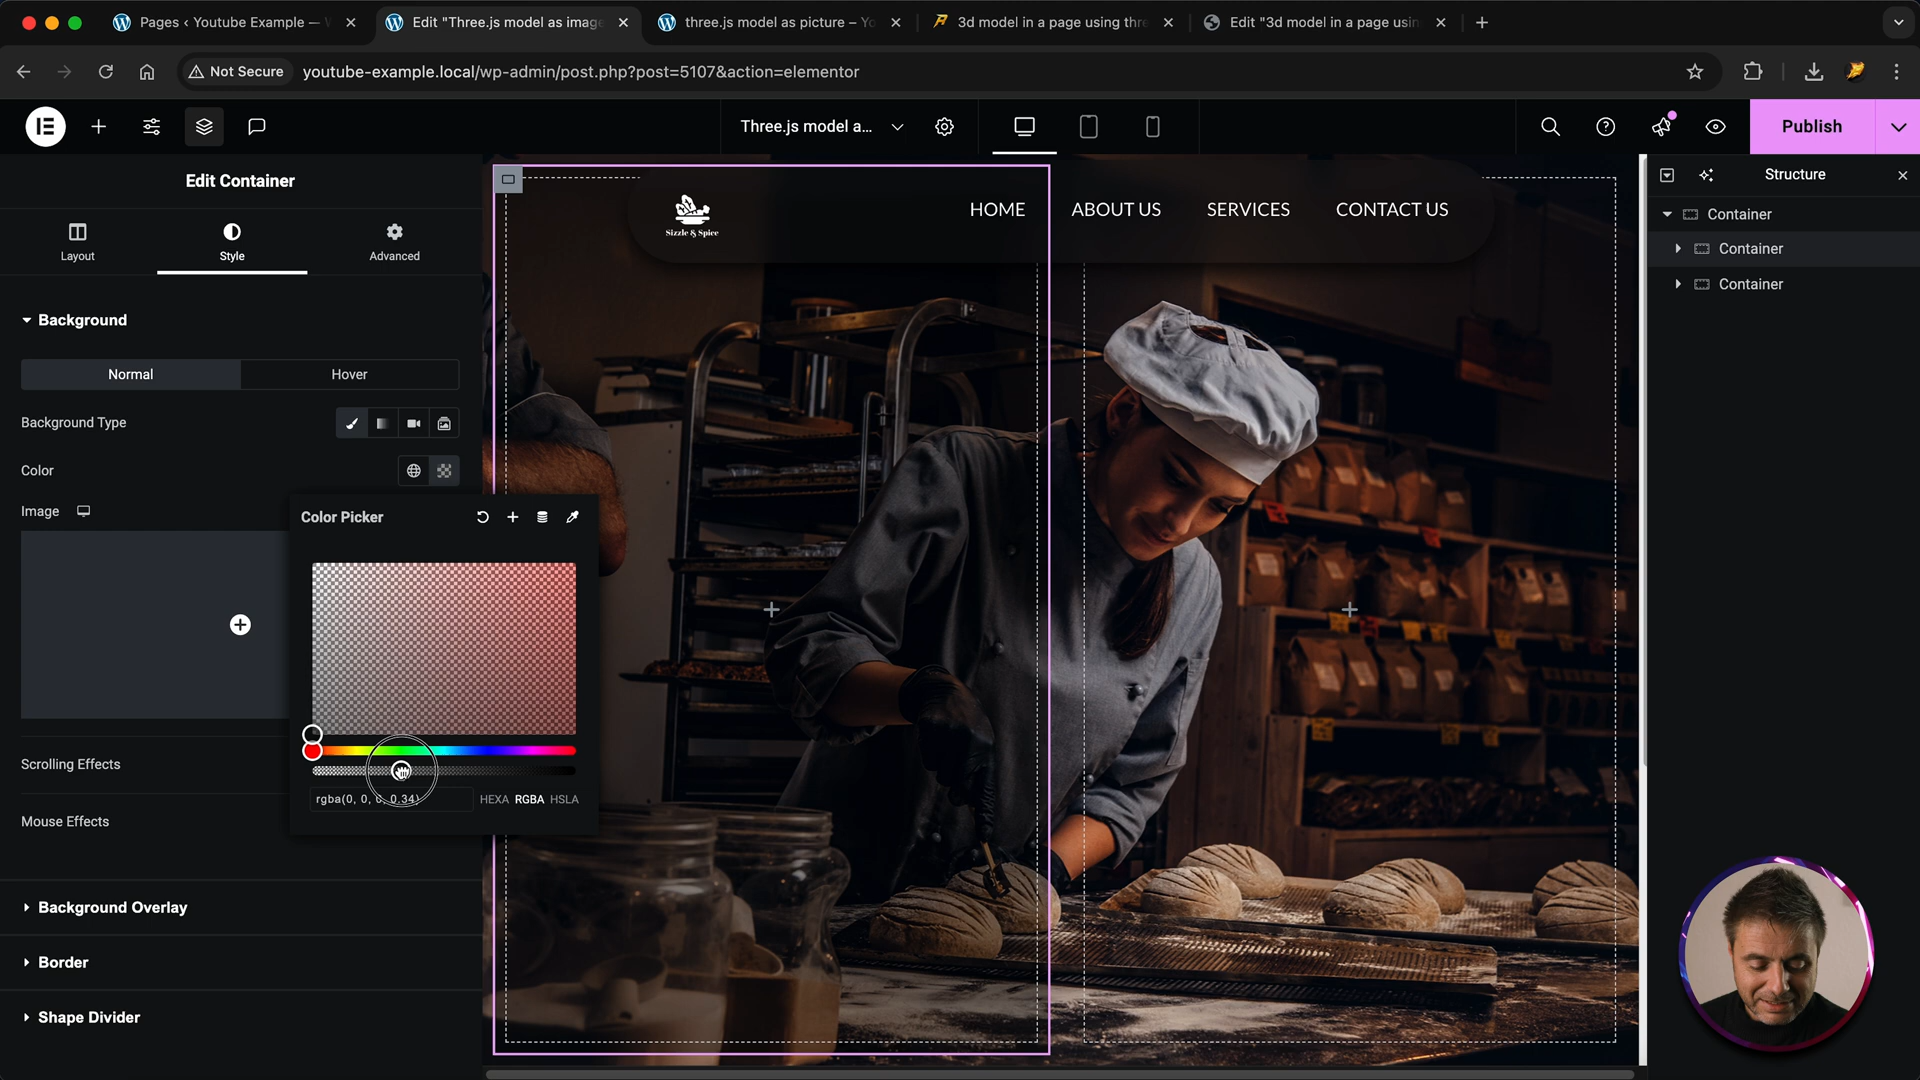 Pages ‹ Youtube Example — W
Edit "Three.js model as image
three.js model as picture – Yo
3d model in a page using thre
Edit "3d model in a page usin
Not Secure
youtube-example.local/wp-admin/post.php?post=5107&action=elementor
Three.js model a...
Publish
Edit Container
Layout
Style
Advanced
Background
Normal
Hover
Background Type
Color
Image
Color Picker
rgba(0, 0, 0, 0.34)
HEXA RGBA HSLA
Scrolling Effects
Mouse Effects
Background Overlay
Border
Shape Divider
Sizzle & Spice
HOME
ABOUT US
SERVICES
CONTACT US
Structure
Container
Container
Container